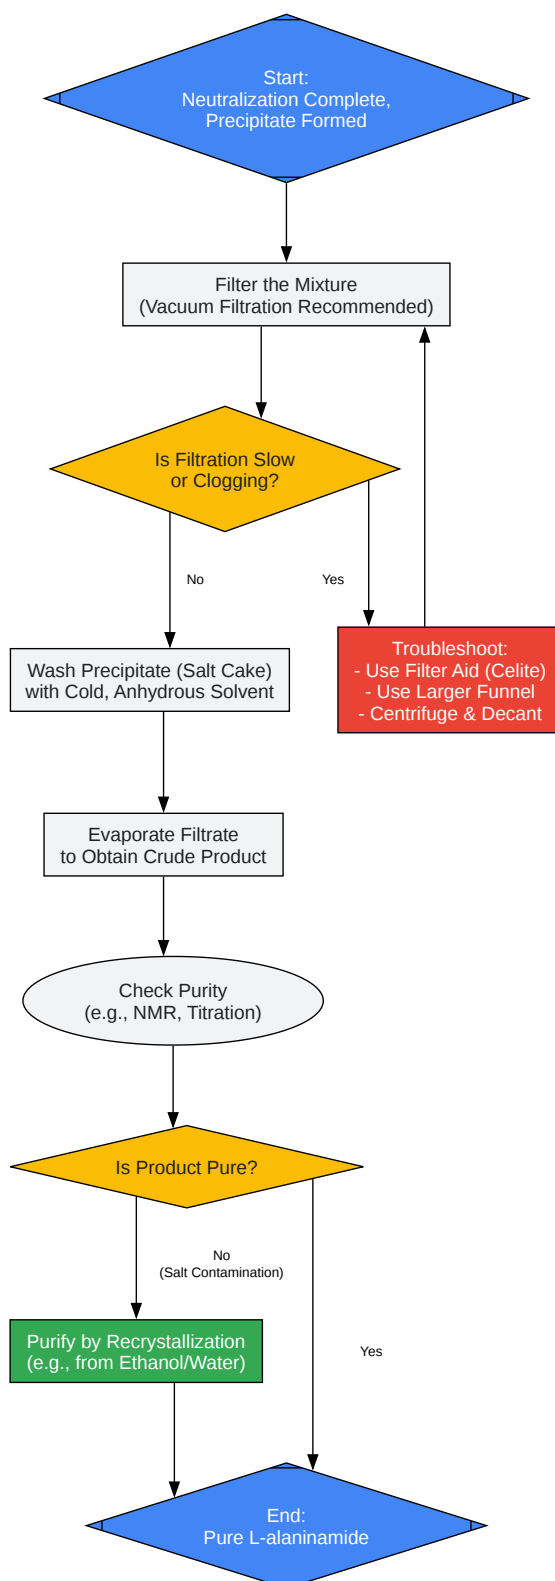 Start:
Neutralization Complete,
Precipitate Formed
Filter the Mixture
(Vacuum Filtration Recommended)
Is Filtration Slow
or Clogging?
No
Yes
Wash Precipitate (Salt Cake)
with Cold, Anhydrous Solvent
Troubleshoot:
- Use Filter Aid (Celite)
- Use Larger Funnel
- Centrifuge & Decant
Evaporate Filtrate
to Obtain Crude Product
Check Purity
(e.g., NMR, Titration)
Is Product Pure?
No
(Salt Contamination)
Purify by Recrystallization
(e.g., from Ethanol/Water)
Yes
End:
Pure L-alaninamide